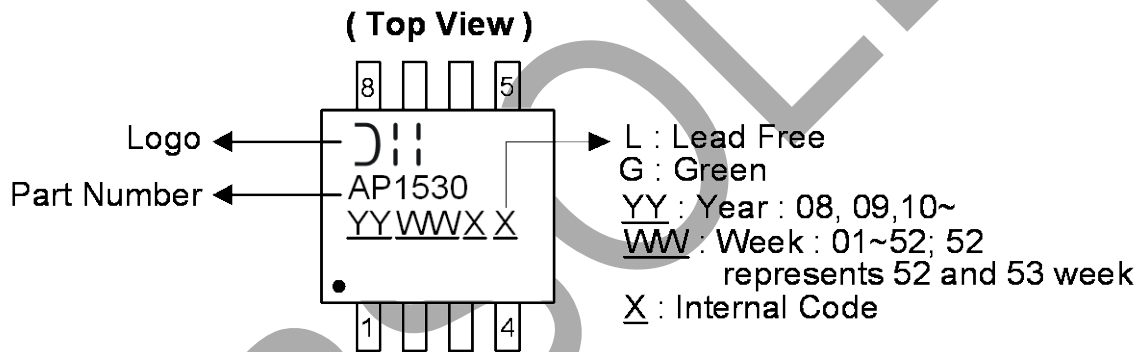 ( Top View )
8 5
Logo
Part Number
AP1530
YYWWX X
1 4
L : Lead Free
G : Green
YY : Year : 08, 09,10~
WW : Week : 01~52; 52
represents 52 and 53 week
X : Internal Code